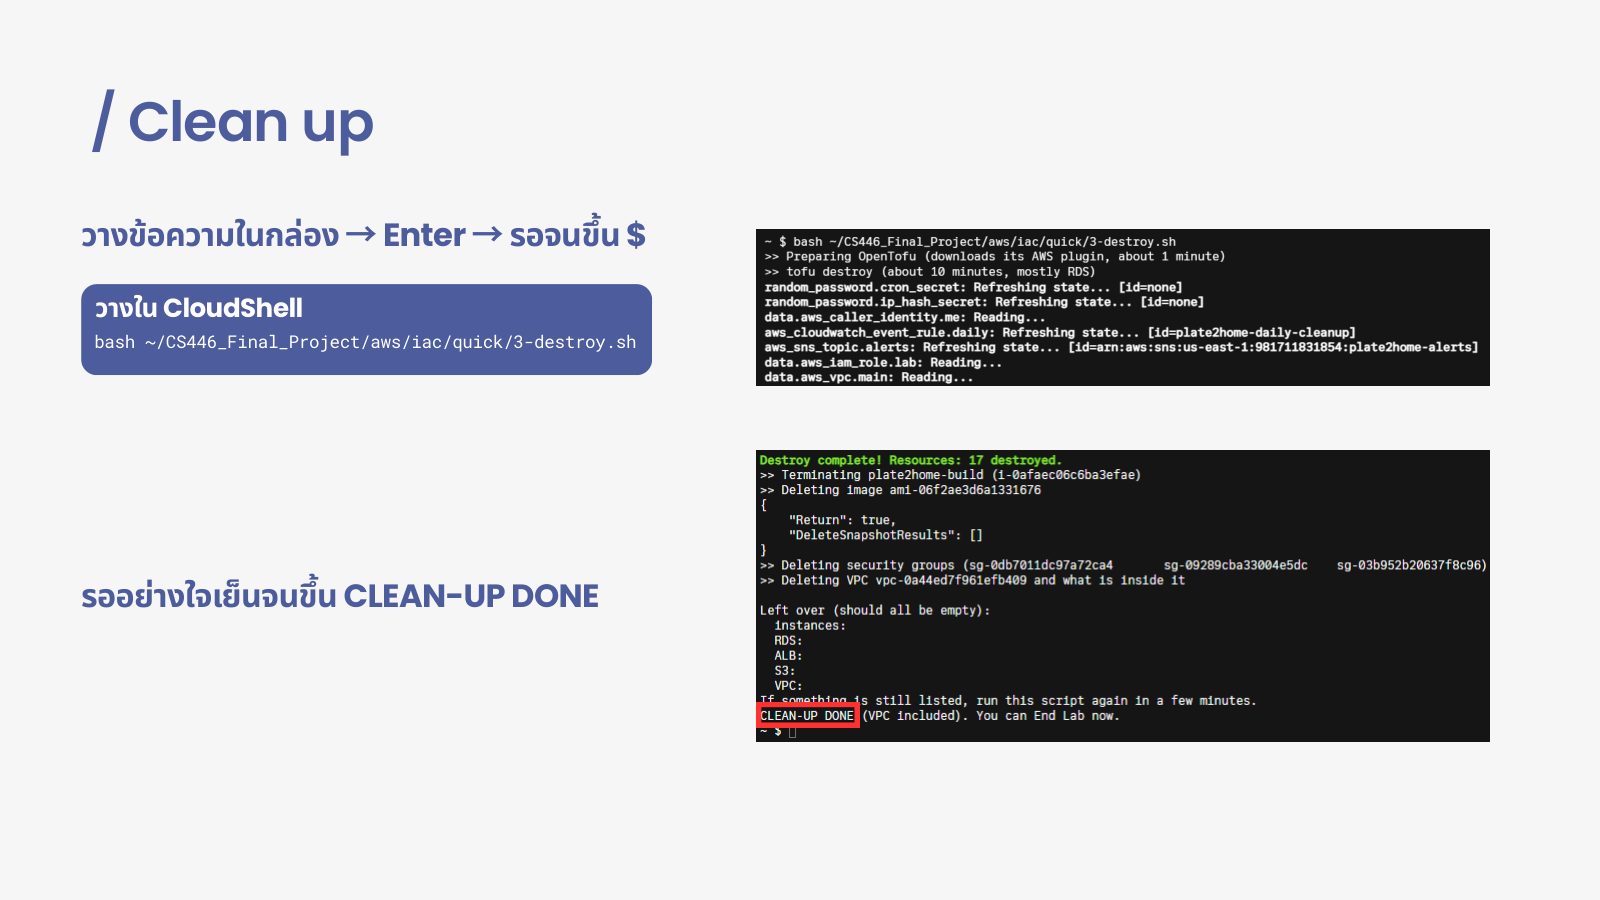 / Clean up
วางข้อความในกล่อง → Enter → รอจนขึ้น $
วางใน CloudShell
bash ~/CS446_Final_Project/aws/iac/quick/3-destroy.sh
~ $ bash ~/CS446_Final_Project/aws/iac/quick/3-destroy.sh
>> Preparing OpenTofu (downloads its AWS plugin, about 1 minute)
>> tofu destroy (about 10 minutes, mostly RDS)
random_password.cron_secret: Refreshing state... [id=none]
random_password.ip_hash_secret: Refreshing state... [id=none]
data.aws_caller_identity.me: Reading...
aws_cloudwatch_event_rule.daily: Refreshing state... [id=plate2home-daily-cleanup]
aws_sns_topic.alerts: Refreshing state... [id=arn:aws:sns:us-east-1:981711831854:plate2home-alerts]
data.aws_iam_role.lab: Reading...
data.aws_vpc.main: Reading...
รออย่างใจเย็นจนขึ้น CLEAN-UP DONE
Destroy complete! Resources: 17 destroyed.
>> Terminating plate2home-build (i-0afaec06c6ba3efae)
>> Deleting image ami-06f2ae3d6a1331676
{
"Return": true,
"DeleteSnapshotResults": []
}
>> Deleting security groups (sg-0db7011dc97a72ca4 sg-09289cba33004e5dc sg-03b952b20637f8c96)
>> Deleting VPC vpc-0a44ed7f961efb409 and what is inside it
Left over (should all be empty):
instances:
RDS:
ALB:
S3:
VPC:
If something is still listed, run this script again in a few minutes.
CLEAN-UP DONE (VPC included). You can End Lab now.
~ $